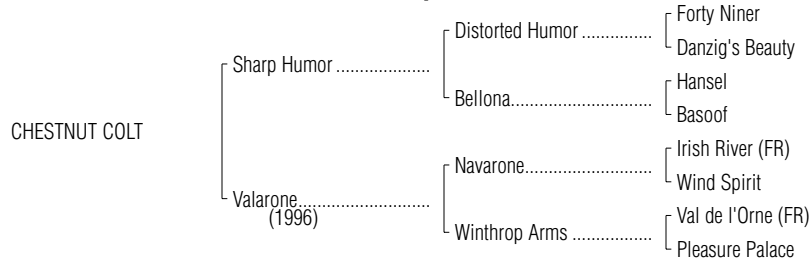 Forty Niner
Distorted Humor ...............
Danzig's Beauty
Sharp Humor ....................
Hansel
Bellona.............................
Basoof
CHESTNUT COLT
Irish River (FR)
Navarone..........................
Wind Spirit
Valarone...........................
(1996)
Val de l'Orne (FR)
Winthrop Arms .................
Pleasure Palace